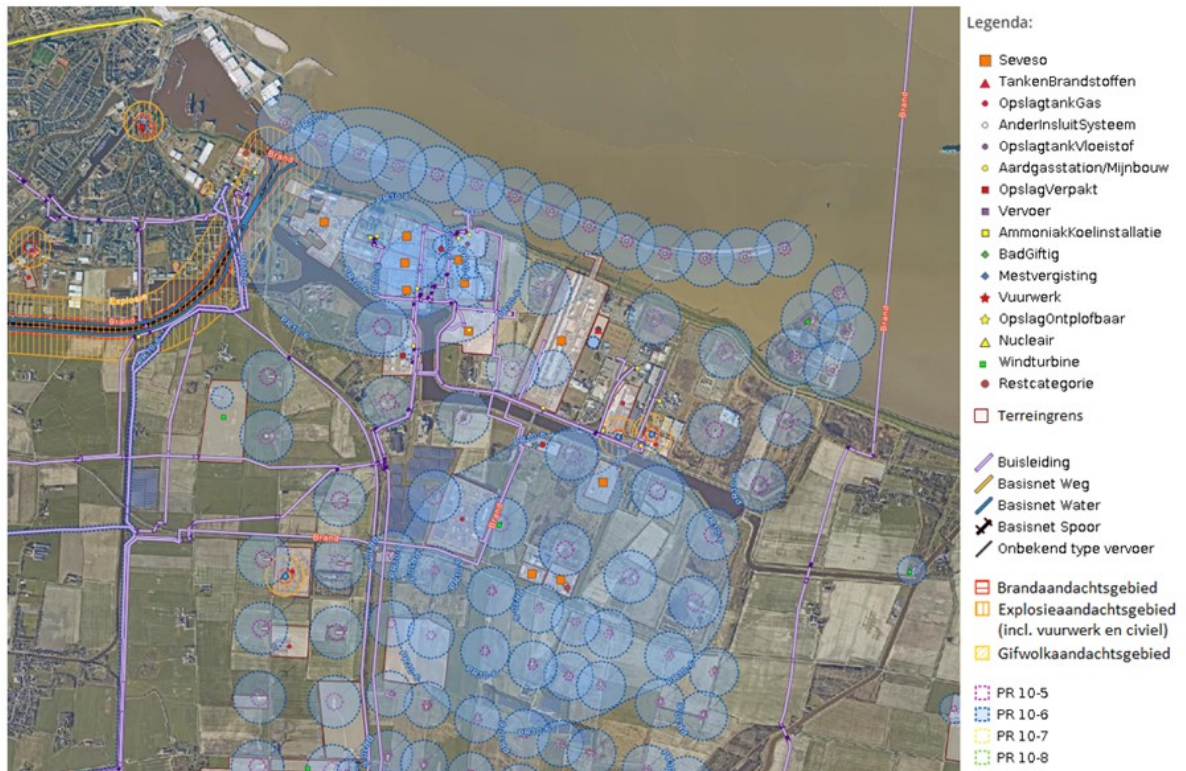 Legenda:
Seveso
TankenBrandstoffen
OpslagtankGas
AnderInsluitSysteem
OpslagtankVloeistof
Aardgasstation/Mijnbouw
OpslagVerpakt
Vervoer
AmmoniakKoelinstallatie
BadGiftig
Mestvergisting
Vuurwerk
OpslagOntplofbaar
Nucleair
Windturbine
Restcategorie
Terreingrens
Buisleiding
Basisnet Weg
Basisnet Water
Basisnet Spoor
Onbekend type vervoer
Brandaandachtsgebied
Explosieaandachtsgebied
(incl. vuurwerk en civiel)
Gifwolkaandachtsgebied
PR 10-5
PR 10-6
PR 10-7
PR 10-8
Brand
Brand
Explosie
Brand
Brand
Brand
Brand